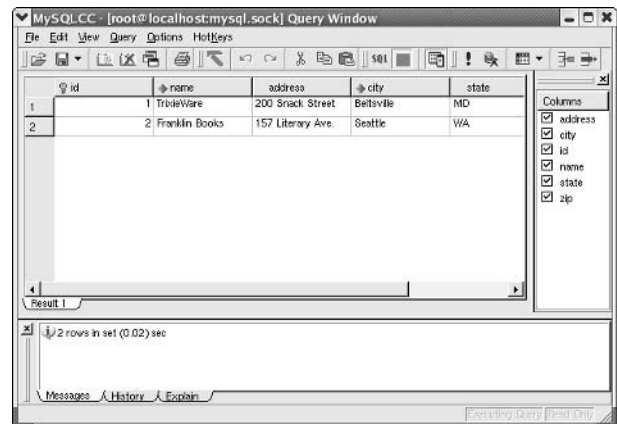 MySQLCC - [root@localhost:mysql.sock] Query Window
File Edit View Query Options HotKeys
SQL
id name address city state
1 1 TrixieWare 200 Snack Street Beltsville MD
2 2 Franklin Books 157 Literary Ave. Seattle WA
Columns
address
city
id
name
state
zip
Result 1
2 rows in set (0.02) sec
Messages History Explain
Executing Query Read Only